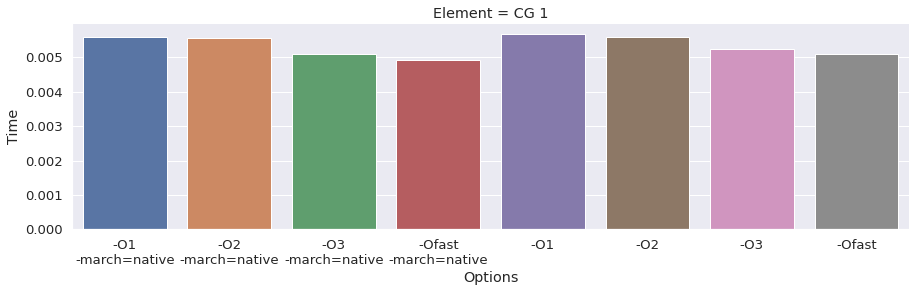 Element = CG 1
Time
0.005
0.004
0.003
0.002
0.001
0.000
-O1
-march=native
-O2
-march=native
-O3
-march=native
-Ofast
-march=native
-O1
-O2
-O3
-Ofast
Options